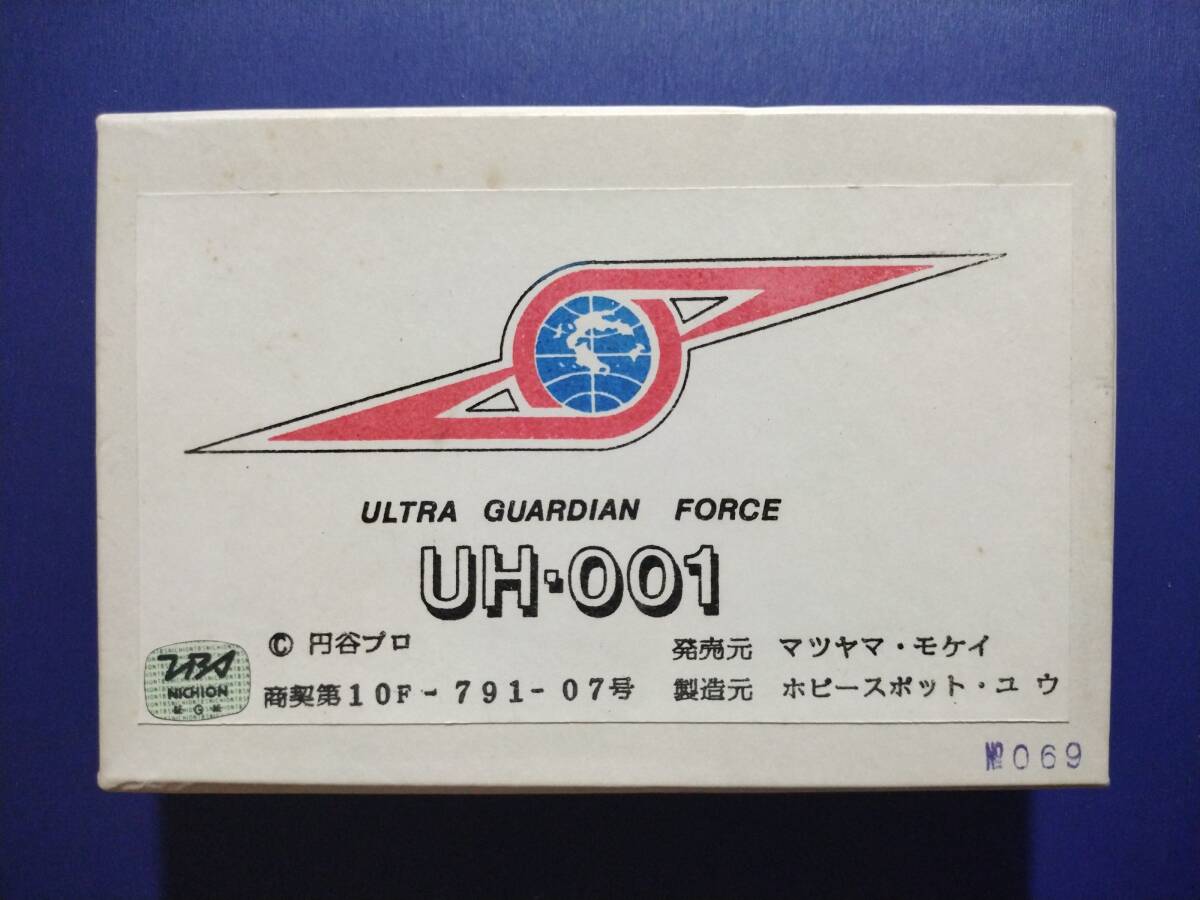 ULTRA GUARDIAN FORCE
UH·001
© 円谷プロ
発売元 マツヤマ・モケイ
商契第10F-791-07号
製造元 ホビースポット・ユウ
TBS
NICHION
№069